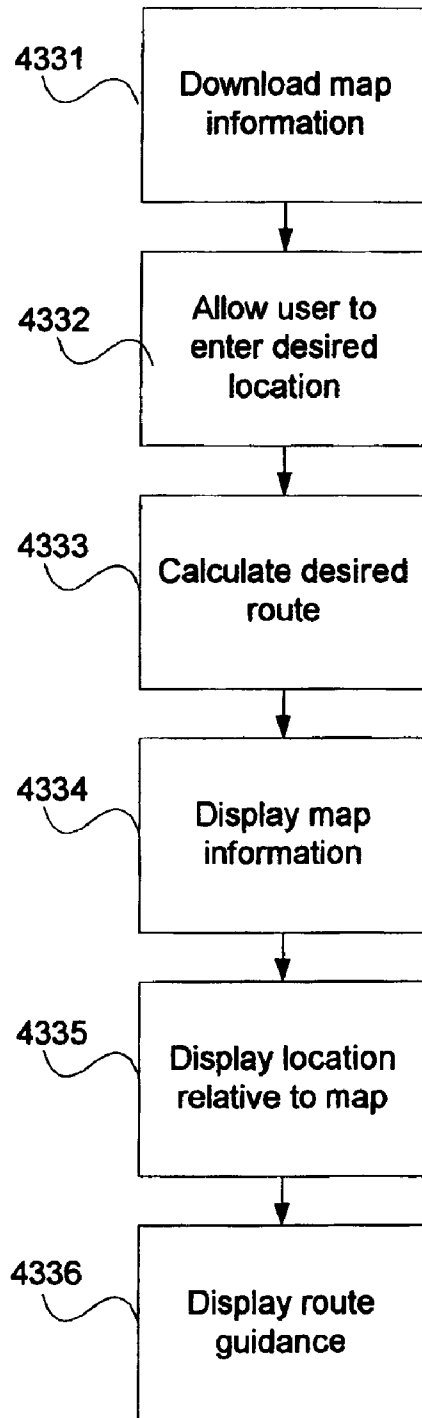 4331
Download map
information
4332
Allow user to
enter desired
location
4333
Calculate desired
route
4334
Display map
information
4335
Display location
relative to map
4336
Display route
guidance